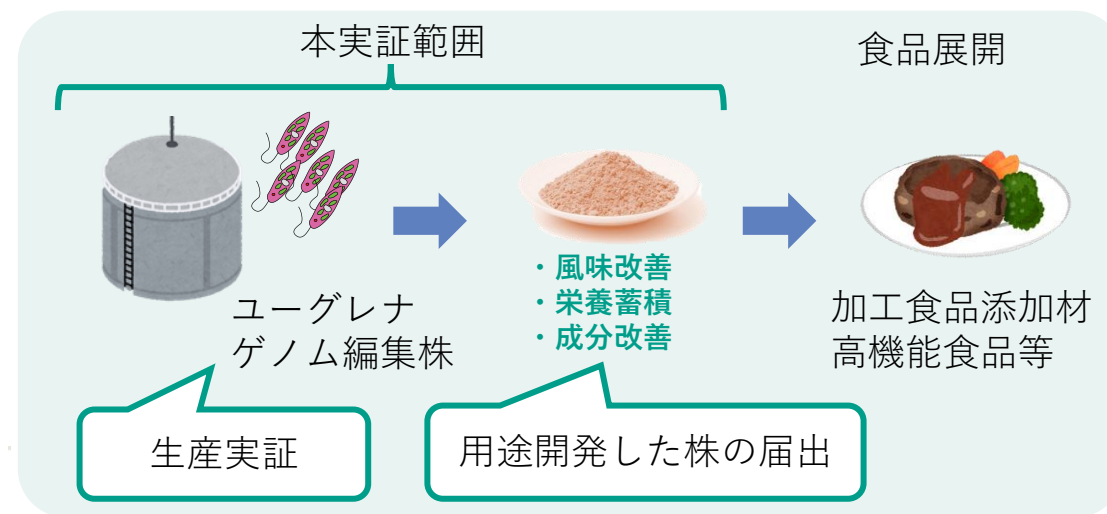 本実証範囲
食品展開
・風味改善
・栄養蓄積
・成分改善
ユーグレナ
ゲノム編集株
加工食品添加材
高機能食品等
生産実証
用途開発した株の届出